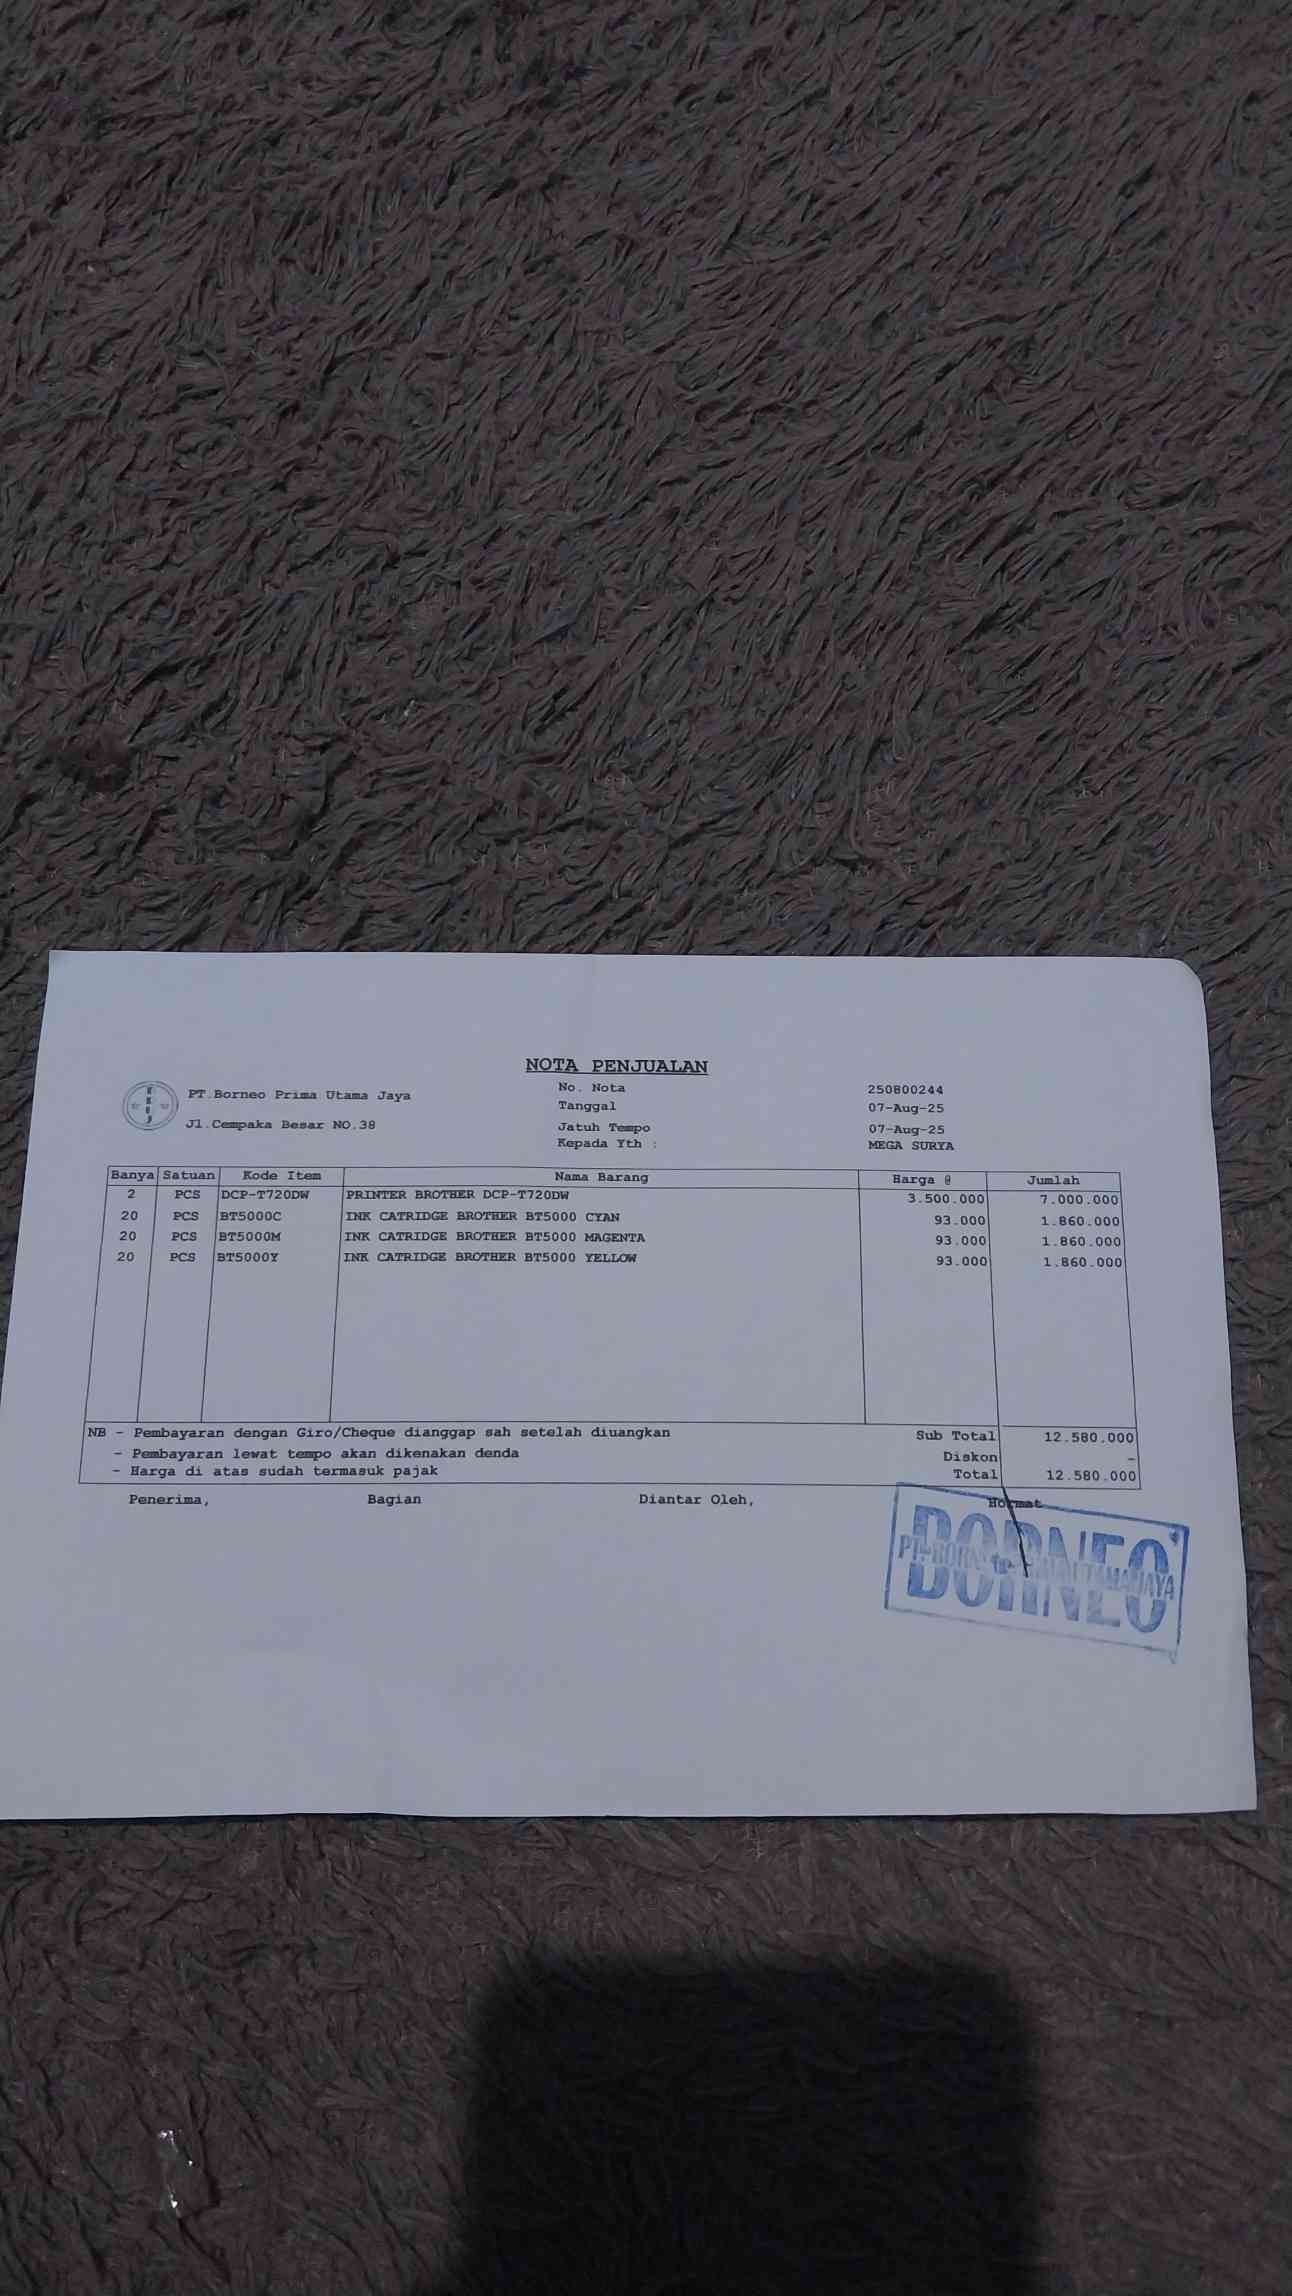 NOTA PENJUALAN
PT.Borneo Prima Utama Jaya
Jl.Cempaka Besar NO.38
No. Nota 250800244
Tanggal 07-Aug-25
Jatuh Tempo 07-Aug-25
Kepada Yth : MEGA SURYA
Banya Satuan Kode Item Nama Barang Harga @ Jumlah
2 PCS DCP-T720DW PRINTER BROTHER DCP-T720DW 3.500.000 7.000.000
20 PCS BT5000C INK CATRIDGE BROTHER BT5000 CYAN 93.000 1.860.000
20 PCS BT5000M INK CATRIDGE BROTHER BT5000 MAGENTA 93.000 1.860.000
20 PCS BT5000Y INK CATRIDGE BROTHER BT5000 YELLOW 93.000 1.860.000
NB - Pembayaran dengan Giro/Cheque dianggap sah setelah diuangkan Sub Total 12.580.000
- Pembayaran lewat tempo akan dikenakan denda Diskon -
- Harga di atas sudah termasuk pajak Total 12.580.000
Penerima, Bagian Diantar Oleh, Hormat
BORNEO